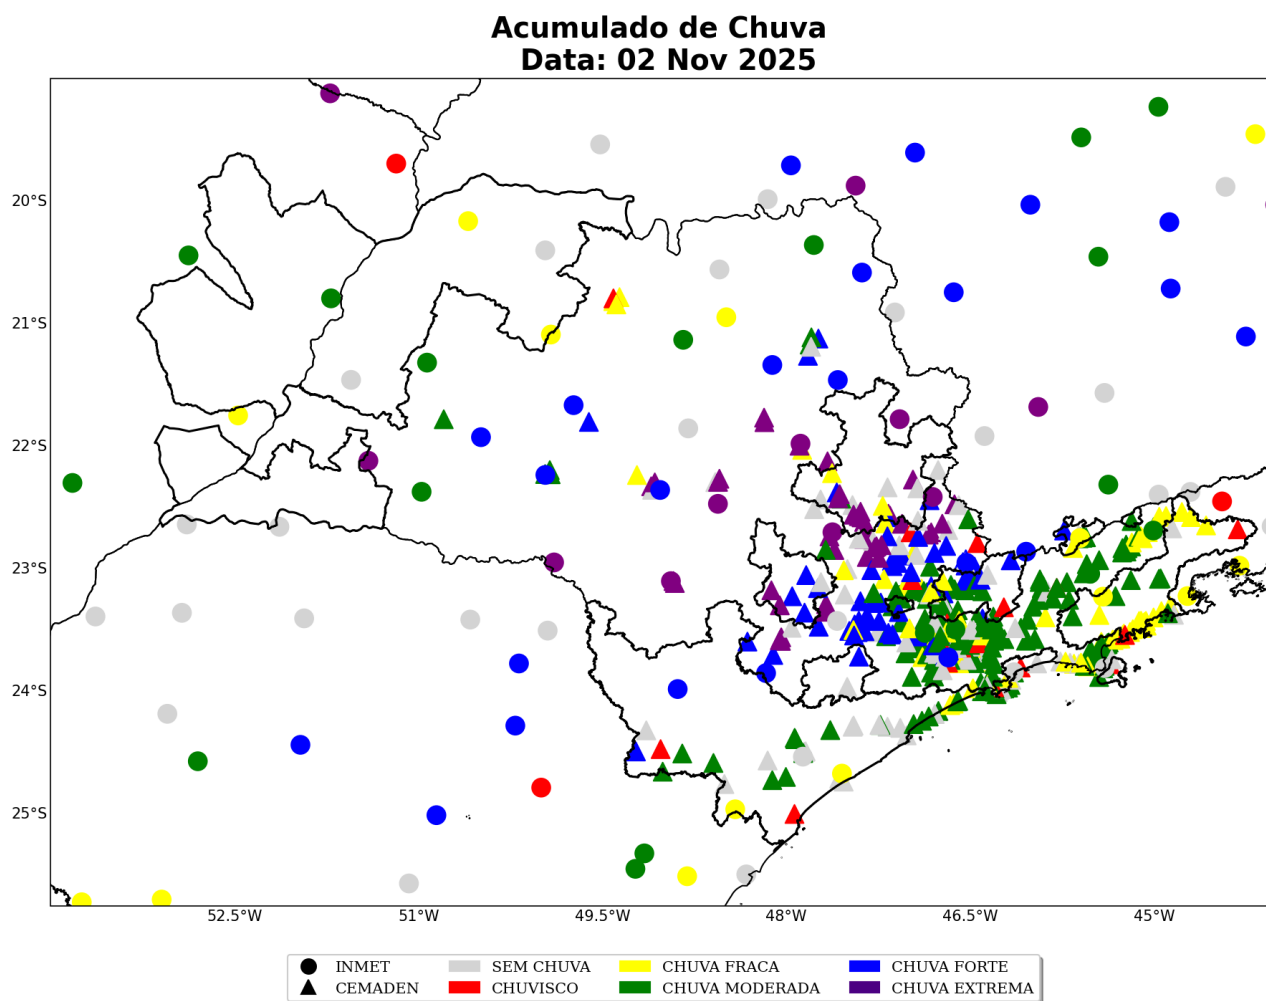 Acumulado de Chuva
Data: 02 Nov 2025
20°S
21°S
22°S
23°S
24°S
25°S
52.5°W 51°W 49.5°W 48°W 46.5°W 45°W
INMET SEM CHUVA CHUVA FRACA CHUVA FORTE
CEMADEN CHUVISCO CHUVA MODERADA CHUVA EXTREMA